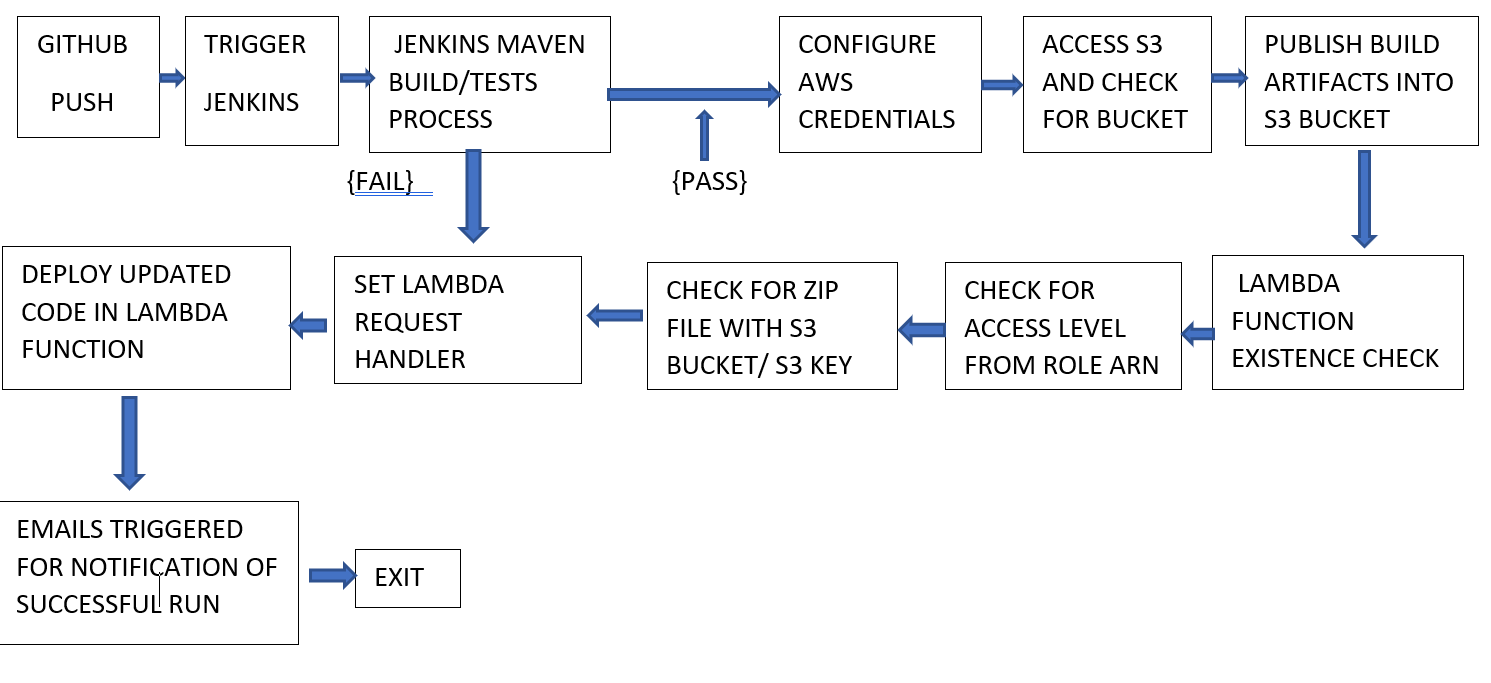 GITHUB
PUSH
TRIGGER
JENKINS
JENKINS MAVEN
BUILD/TESTS
PROCESS
CONFIGURE
AWS
CREDENTIALS
ACCESS S3
AND CHECK
FOR BUCKET
PUBLISH BUILD
ARTIFACTS INTO
S3 BUCKET
{FAIL}
{PASS}
LAMBDA
FUNCTION
EXISTENCE CHECK
CHECK FOR
ACCESS LEVEL
FROM ROLE ARN
CHECK FOR ZIP
FILE WITH S3
BUCKET/ S3 KEY
SET LAMBDA
REQUEST
HANDLER
DEPLOY UPDATED
CODE IN LAMBDA
FUNCTION
EMAILS TRIGGERED
FOR NOTIFICATION OF
SUCCESSFUL RUN
EXIT